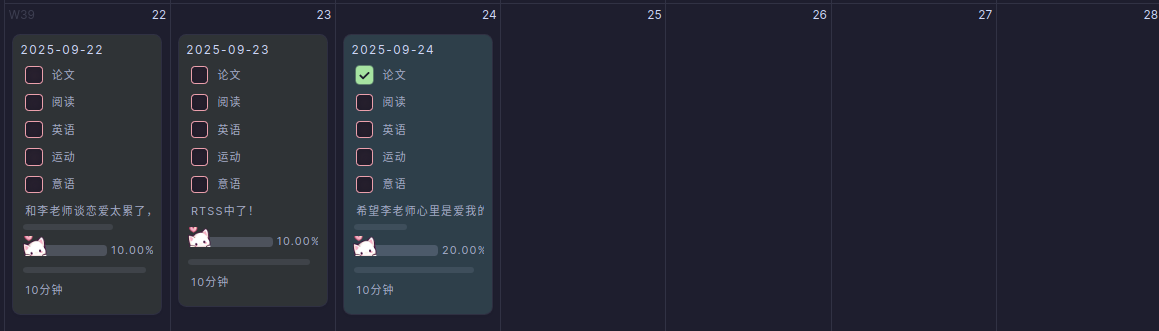 W39
22
23
24
25
26
27
28
2025-09-22
论文
阅读
英语
运动
意语
和李老师谈恋爱太累了，
10.00%
10分钟
2025-09-23
论文
阅读
英语
运动
意语
RTSS中了！
10.00%
10分钟
2025-09-24
论文
阅读
英语
运动
意语
希望李老师心里是爱我的
20.00%
10分钟